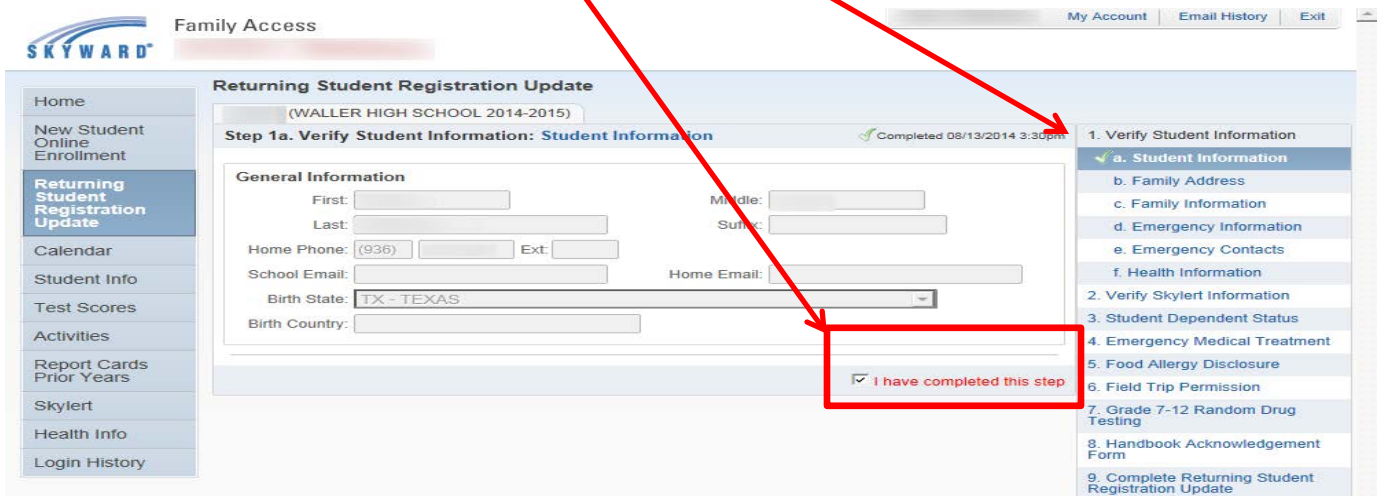 My Account Email History Exit
Family Access
SKYWARD®
Returning Student Registration Update
(WALLER HIGH SCHOOL 2014-2015)
Step 1a. Verify Student Information: Student Information
Completed 08/13/2014 3:30pm
Home
New Student
Online
Enrollment
Returning
Student
Registration
Update
Calendar
Student Info
Test Scores
Activities
Report Cards
Prior Years
Skylert
Health Info
Login History
General Information
First: Middle:
Last: Suffix:
Home Phone: (936) Ext:
School Email: Home Email:
Birth State: TX - TEXAS
Birth Country:
I have completed this step
1. Verify Student Information
a. Student Information
b. Family Address
c. Family Information
d. Emergency Information
e. Emergency Contacts
f. Health Information
2. Verify Skylert Information
3. Student Dependent Status
4. Emergency Medical Treatment
5. Food Allergy Disclosure
6. Field Trip Permission
7. Grade 7-12 Random Drug
Testing
8. Handbook Acknowledgement
Form
9. Complete Returning Student
Registration Update